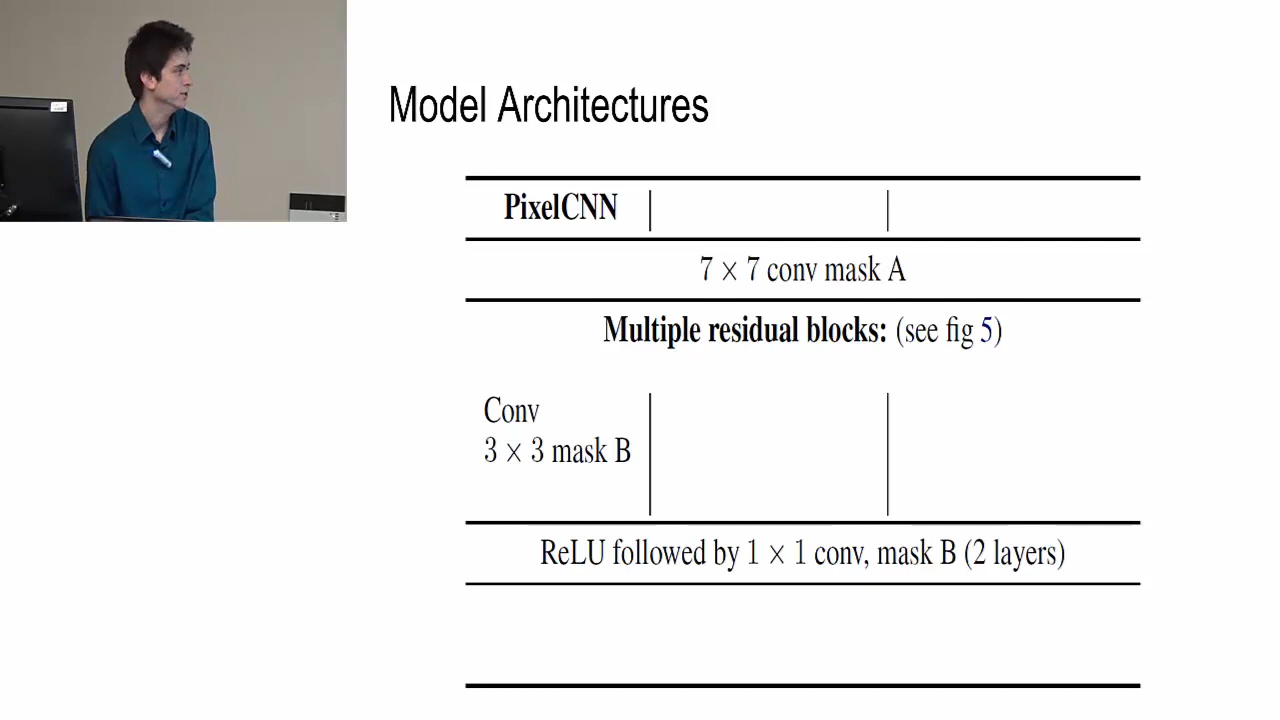 Model Architectures
PixelCNN
7 × 7 conv mask A
Multiple residual blocks: (see fig 5)
Conv
3 × 3 mask B
ReLU followed by 1 × 1 conv, mask B (2 layers)